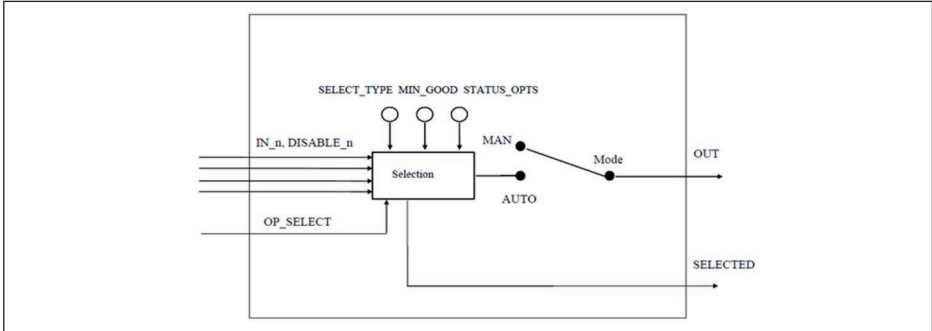 SELECT_TYPE MIN_GOOD STATUS_OPTS
IN_n, DISABLE_n
MAN
Mode
OUT
Selection
AUTO
OP_SELECT
SELECTED